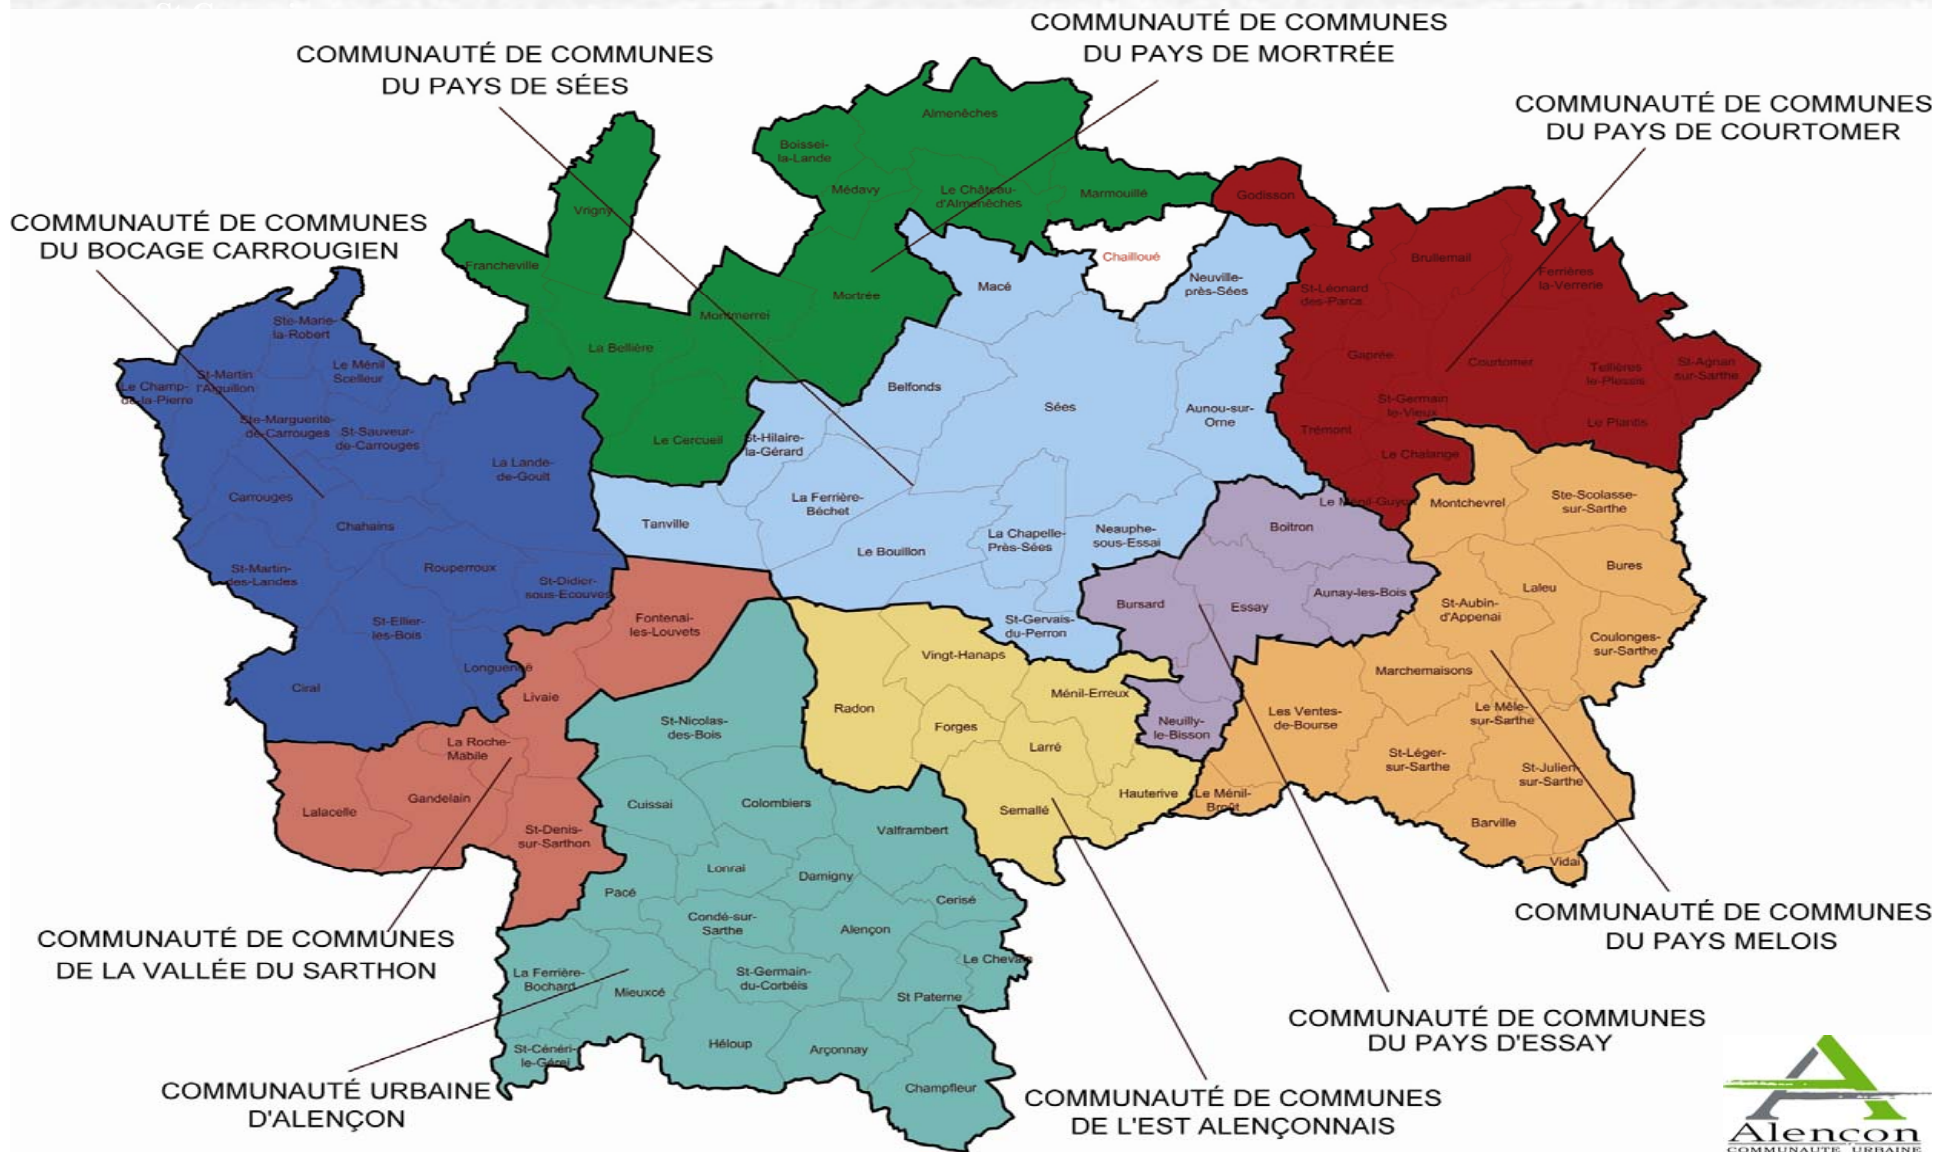 COMMUNAUTÉ DE COMMUNES
DU PAYS DE MORTRÉE
COMMUNAUTÉ DE COMMUNES
DU PAYS DE SÉES
COMMUNAUTÉ DE COMMUNES
DU PAYS DE COURTOMER
COMMUNAUTÉ DE COMMUNES
DU BOCAGE CARROUGIEN
Almenêches
Boissei-
la-Lande
Médavy
Le Château-
d'Almenêches
Marmouillé
Vrigny
Francheville
Mortrée
Montmerrei
La Bellière
Le Cercueil
Godisson
Chailloué
Brullemail
Ferrières
la-Verrerie
St-Léonard
des-Parcs
Gaprée
Courtomer
Tellières
le-Plessis
St-Agnan
sur-Sarthe
St-Germain
le-Vieux
Trémont
Le Plantis
Le Chalange
Le Ménil-Guyon
Macé
Neuville-
près-Sées
Belfonds
Sées
Aunou-sur-
Orne
St-Hilaire-
la-Gérard
La Ferrière-
Béchet
Tanville
Le Bouillon
La Chapelle-
Près-Sées
Neauphe-
sous-Essai
St-Gervais-
du-Perron
Ste-Marie-
la-Robert
Le Ménil
Scelleur
St-Martin
l'Aiguillon
Le Champ-
de-la-Pierre
Ste-Marguerite-
de-Carrouges
St-Sauveur-
de-Carrouges
La Lande-
de-Goult
Carrouges
Chahains
St-Martin-
des-Landes
Rouperroux
St-Didier-
sous-Ecouves
St-Ellier-
les-Bois
Longuenoë
Ciral
Boitron
Bursard
Essay
Aunay-les-Bois
Neuilly-
le-Bisson
Montchevrel
Ste-Scolasse-
sur-Sarthe
Bures
Laleu
St-Aubin-
d'Appenai
Coulonges-
sur-Sarthe
Marchemaisons
Les Ventes-
de-Bourse
Le Mêle-
sur-Sarthe
St-Léger-
sur-Sarthe
St-Julien-
sur-Sarthe
Le Ménil-
Broût
Barville
Vidai
Fontenai-
les-Louvets
Livaie
La Roche-
Mabile
Gandelain
Lalacelle
St-Denis-
sur-Sarthon
Vingt-Hanaps
Radon
Ménil-Erreux
Forges
Larré
Semallé
Hauterive
St-Nicolas-
des-Bois
Cuissai
Colombiers
Valframbert
Lonrai
Damigny
Pacé
Cerisé
Condé-sur-
Sarthe
Alençon
Le Chevain
La Ferrière-
Bochard
Mieuxcé
St-Germain-
du-Corbéis
St Paterne
St-Cénéri-
le-Gérei
Héloup
Arçonnay
Champfleur
COMMUNAUTÉ DE COMMUNES
DE LA VALLÉE DU SARTHON
COMMUNAUTÉ URBAINE
D'ALENÇON
COMMUNAUTÉ DE COMMUNES
DU PAYS MELOIS
COMMUNAUTÉ DE COMMUNES
DU PAYS D'ESSAY
COMMUNAUTÉ DE COMMUNES
DE L'EST ALENÇONNAIS
Alençon
COMMUNAUTÉ URBAINE